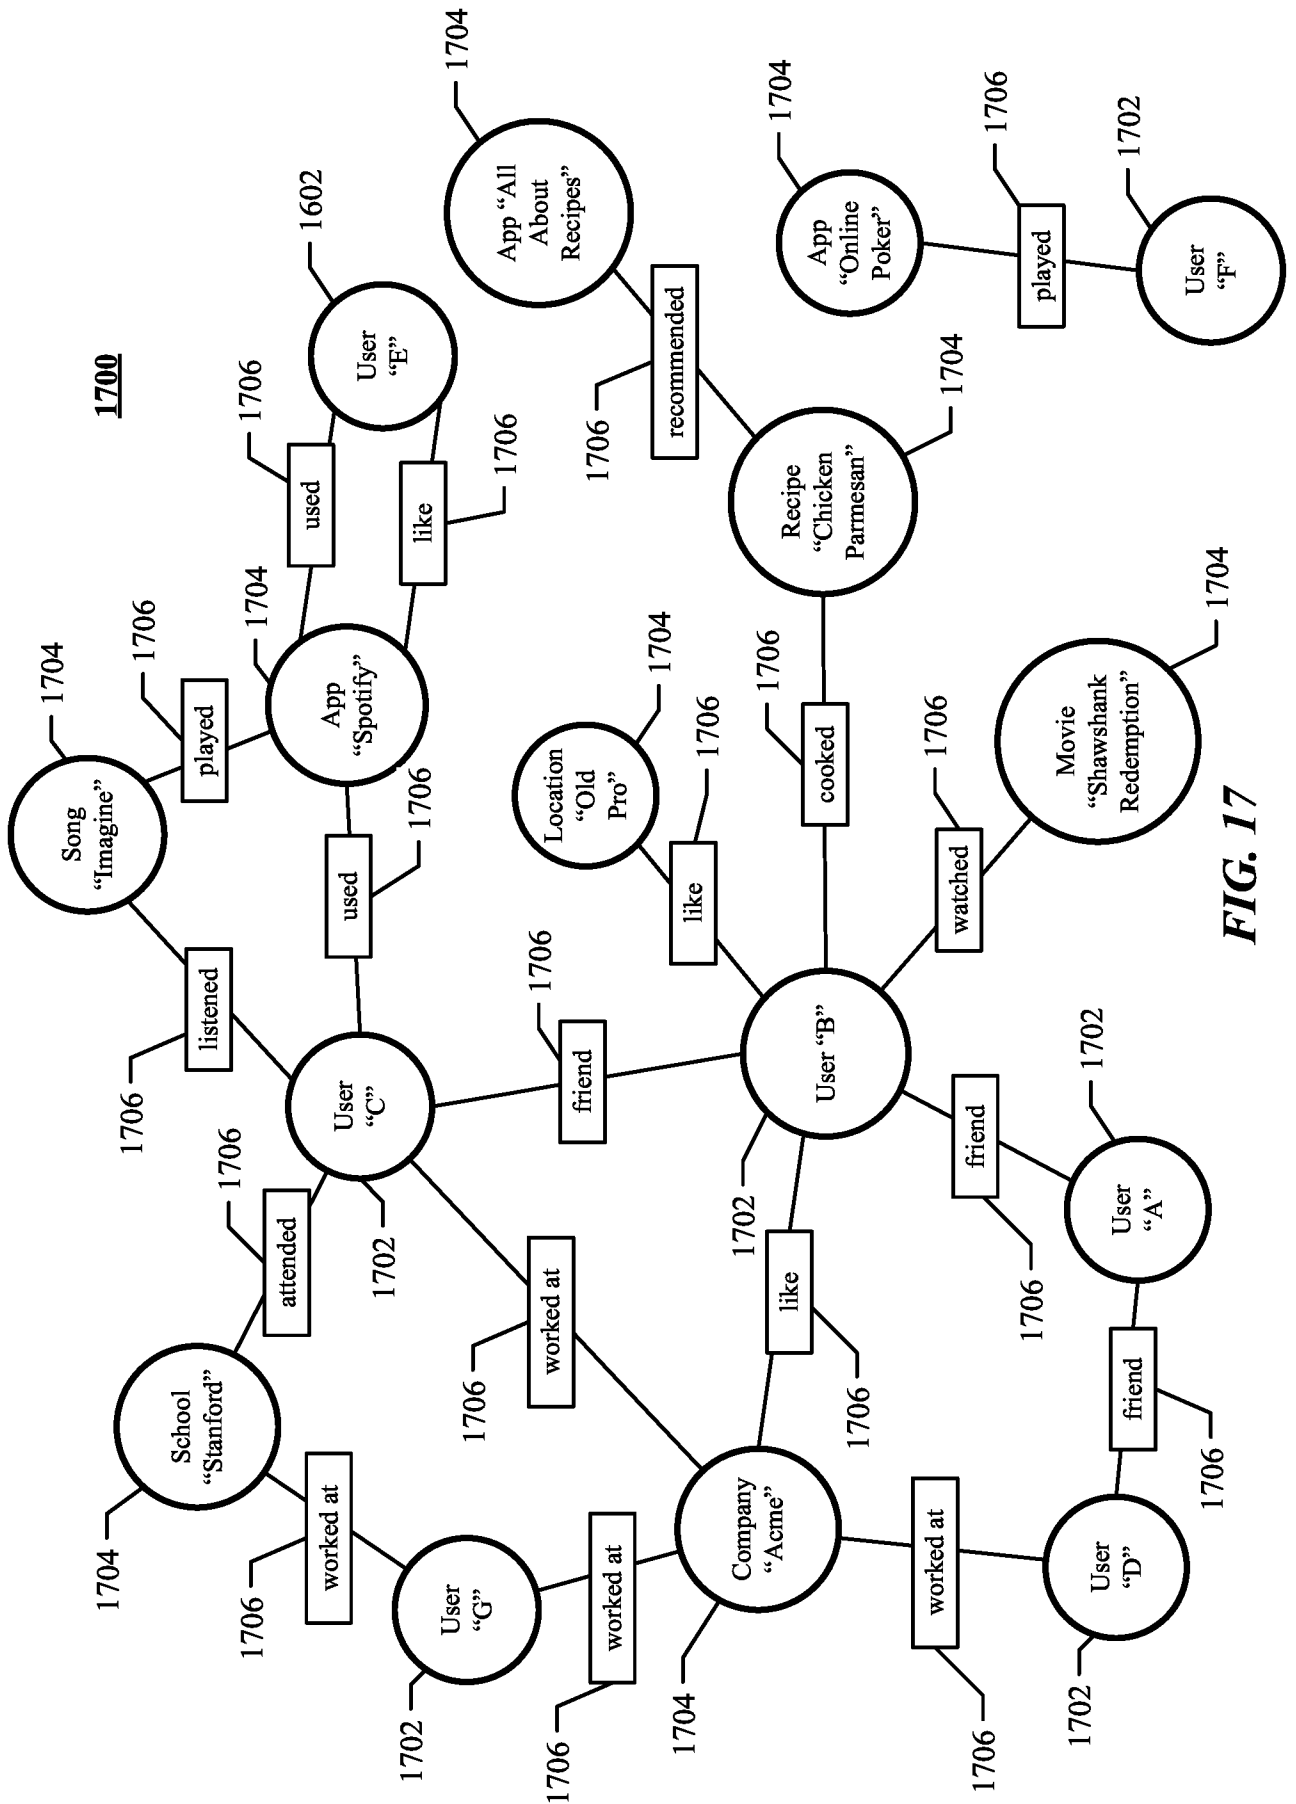 1700
1704
Song
“Imagine”
1704
1706
1706
School
“Stanford”
played
listened
1706
1704
1706
1706
attended
used
1602
worked at
App
“Spotify”
User
“C”
used
User
“E”
1702
1702
1706
like
User
“G”
1704
1706
1706
App “All
About
Recipes”
1706
worked at
Location
“Old
Pro”
1706
friend
1706
worked at
1704
recommended
1704
like
1706
Company
“Acme”
1702
1706
1704
like
Recipe
“Chicken
Parmesan”
App
“Online
Poker”
User “B”
cooked
1706
worked at
1706
1704
watched
friend
1706
1706
1706
played
Movie
“Shawshank
Redemption”
1702
1702
User
“D”
User
“A”
1702
friend
User
“F”
1706
1704
FIG. 17